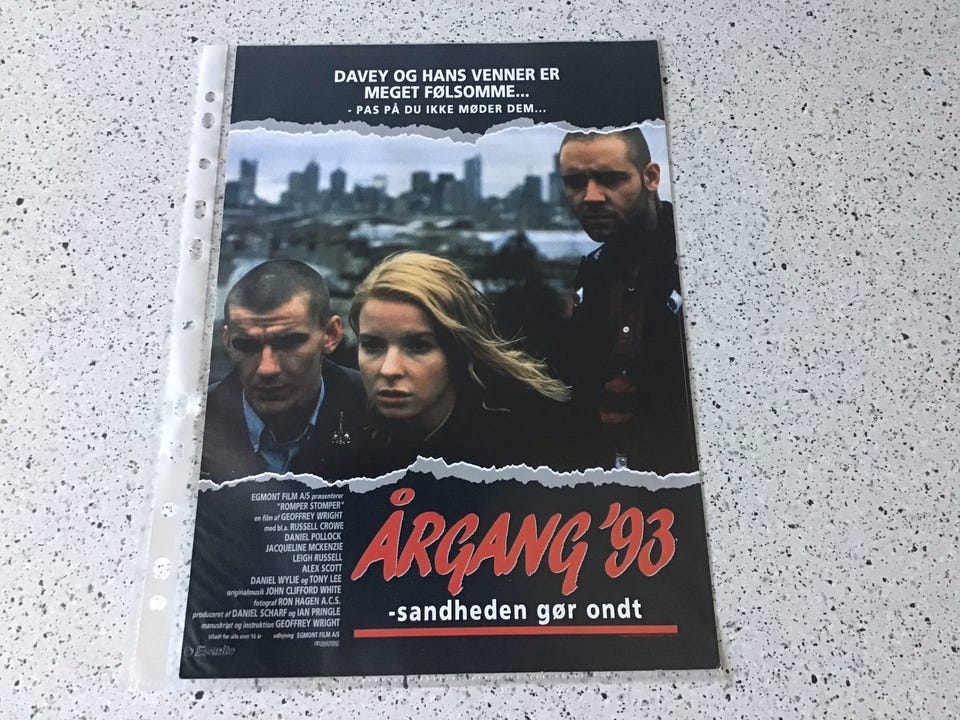 DAVEY OG HANS VENNER ER
MEGET FØLSOMME...
- PAS PÅ DU IKKE MØDER DEM...
EGMONT FILM A/S præsenterer
"ROMPER STOMPER"
en film af GEOFFREY WRIGHT
med bl.a. RUSSELL CROWE
DANIEL POLLOCK
JACQUELINE MCKENZIE
LEIGH RUSSELL
ALEX SCOTT
DANIEL WYLIE og TONY LEE
originalmusik JOHN CLIFFORD WHITE
fotograf RON HAGEN A.C.S.
produceret af DANIEL SCHARF og IAN PRINGLE
manuskript og instruktion GEOFFREY WRIGHT
tilladt for alle over 16 år udlejning EGMONT FILM A/S
ÅRGANG '93
-sandheden gør ondt